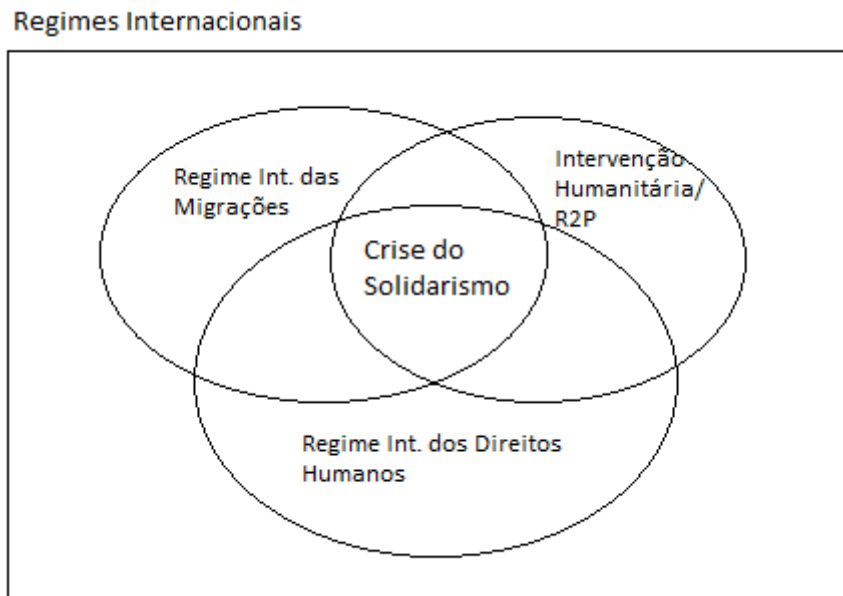 Regimes Internacionais
Regime Int. das
Migrações
Intervenção
Humanitária/
R2P
Crise do
Solidarismo
Regime Int. dos Direitos
Humanos